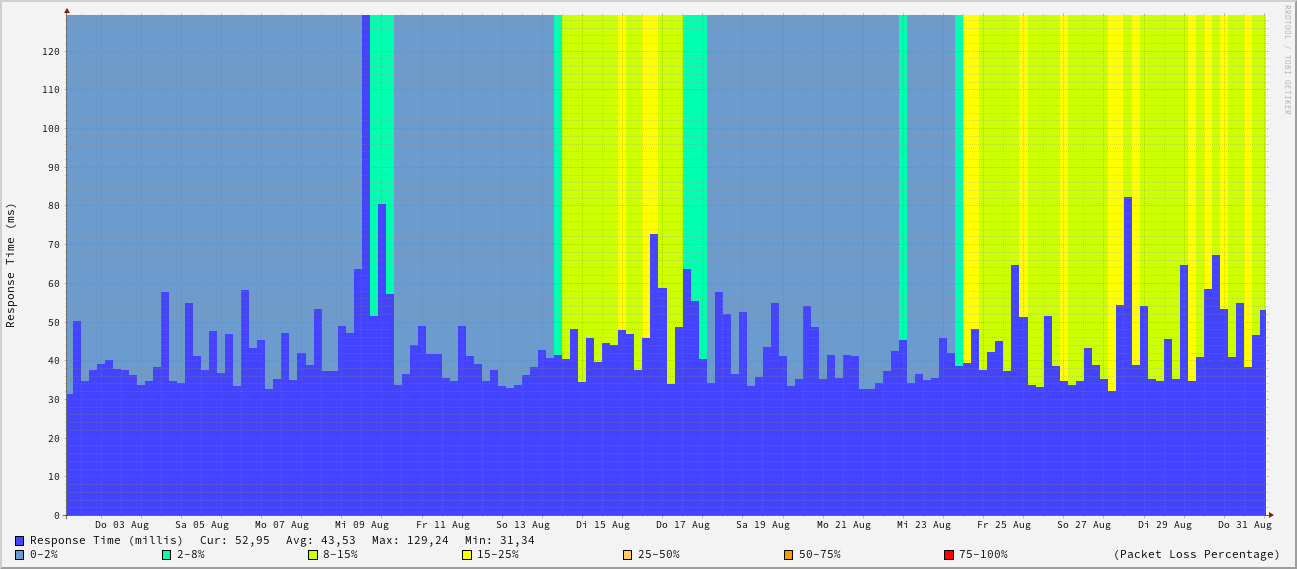 RRDTOOL / TOBI OETIKER
Response Time (ms)
120
110
100
90
80
70
60
50
40
30
20
10
0
Do 03 Aug Sa 05 Aug Mo 07 Aug Mi 09 Aug Fr 11 Aug So 13 Aug Di 15 Aug Do 17 Aug Sa 19 Aug Mo 21 Aug Mi 23 Aug Fr 25 Aug So 27 Aug Di 29 Aug Do 31 Aug
Response Time (millis) Cur: 52,95 Avg: 43,53 Max: 129,24 Min: 31,34
0-2% 2-8% 8-15% 15-25% 25-50% 50-75% 75-100% (Packet Loss Percentage)